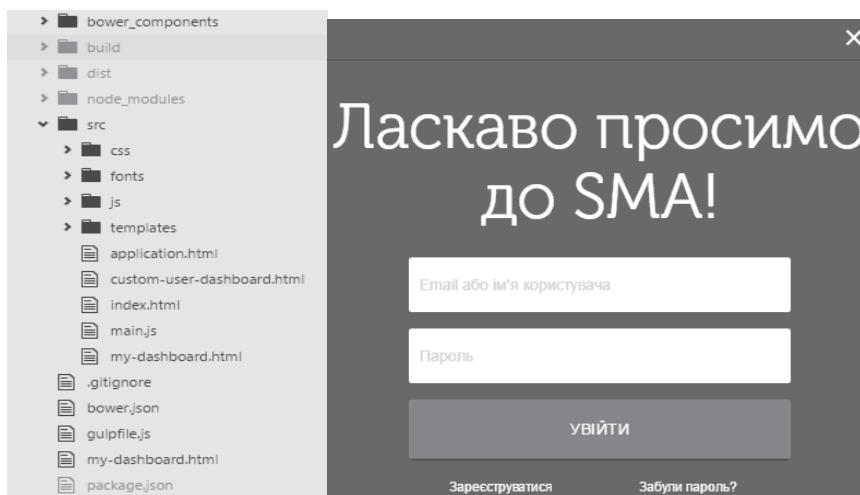 bower_components
build
dist
node_modules
src
css
fonts
js
templates
application.html
custom-user-dashboard.html
index.html
main.js
my-dashboard.html
.gitignore
bower.json
gulpfile.js
my-dashboard.html
package.json
Ласкаво просимо
до SMA!
Email або ім'я користувача
Пароль
УВІЙТИ
Зареєструватися
Забули пароль?